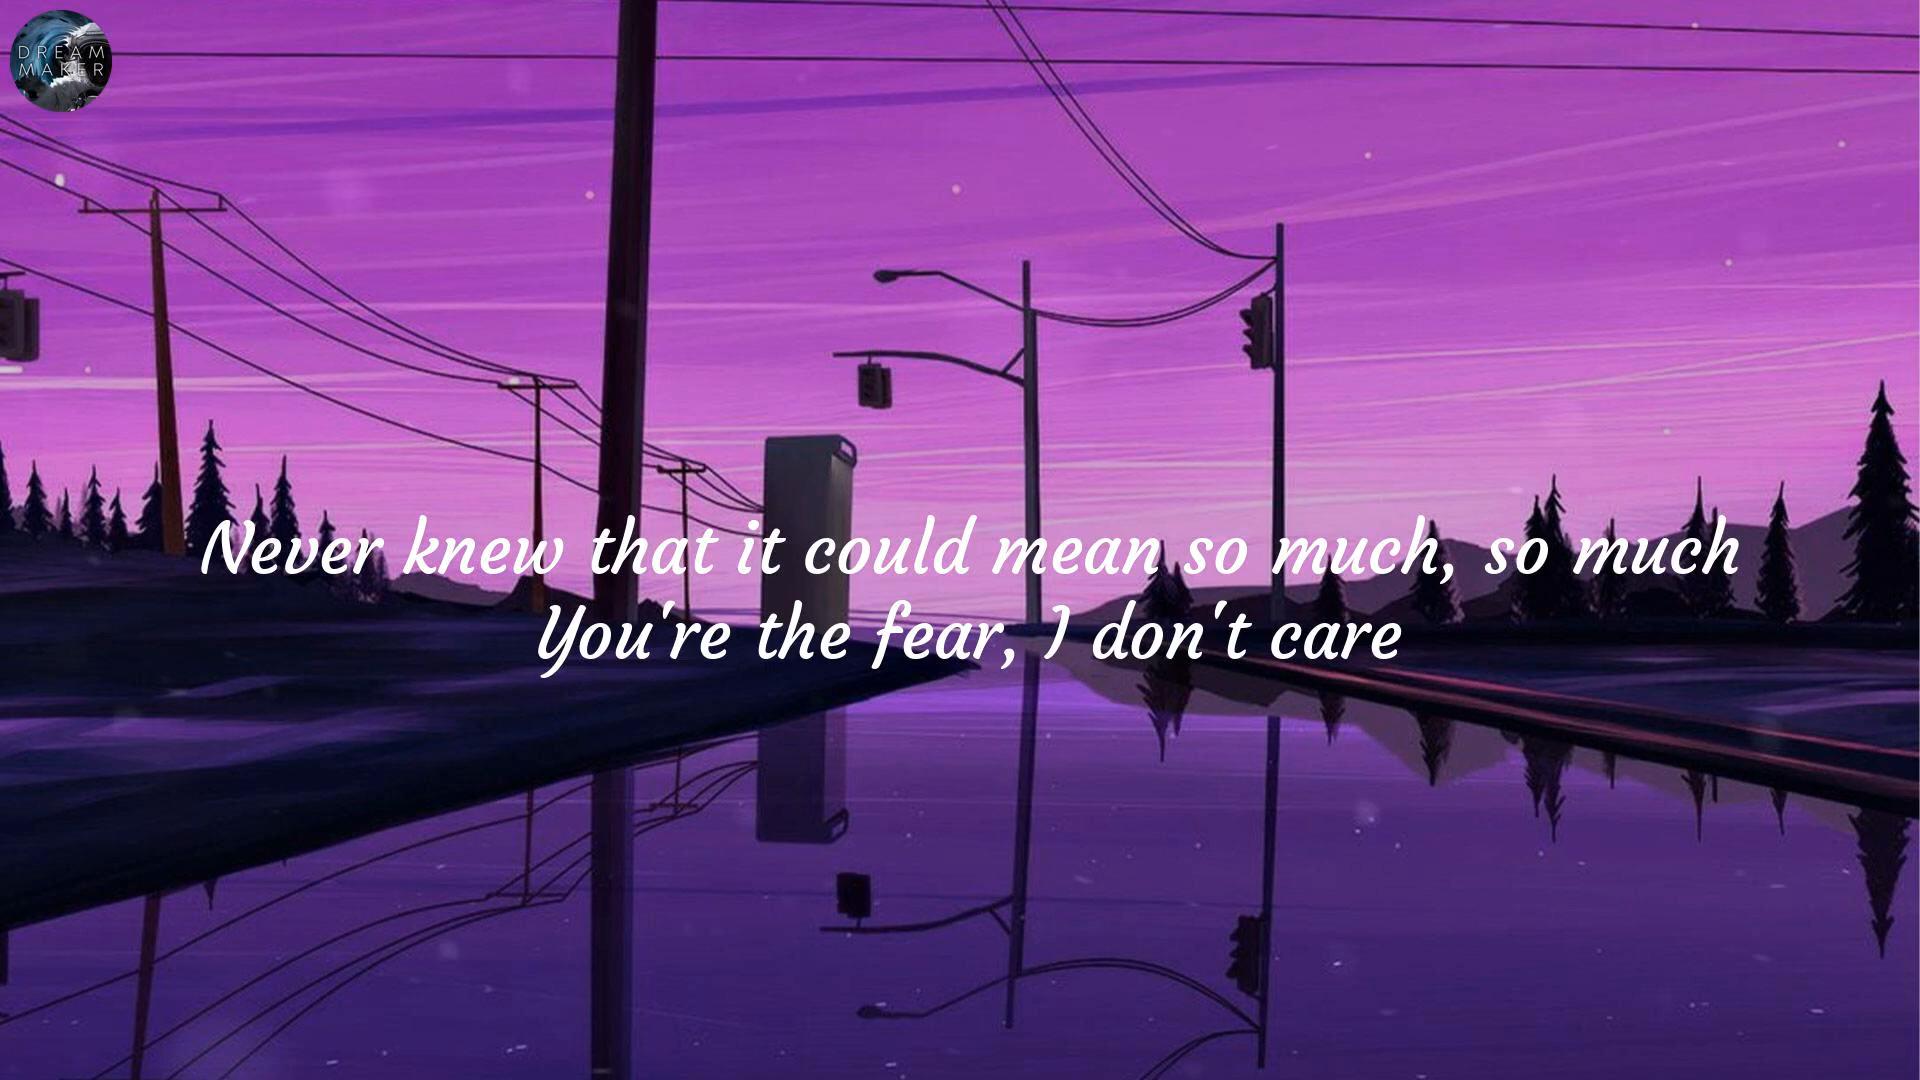 DREAM
MAKER
Never knew that it could mean so much, so much
You're the fear, I don't care